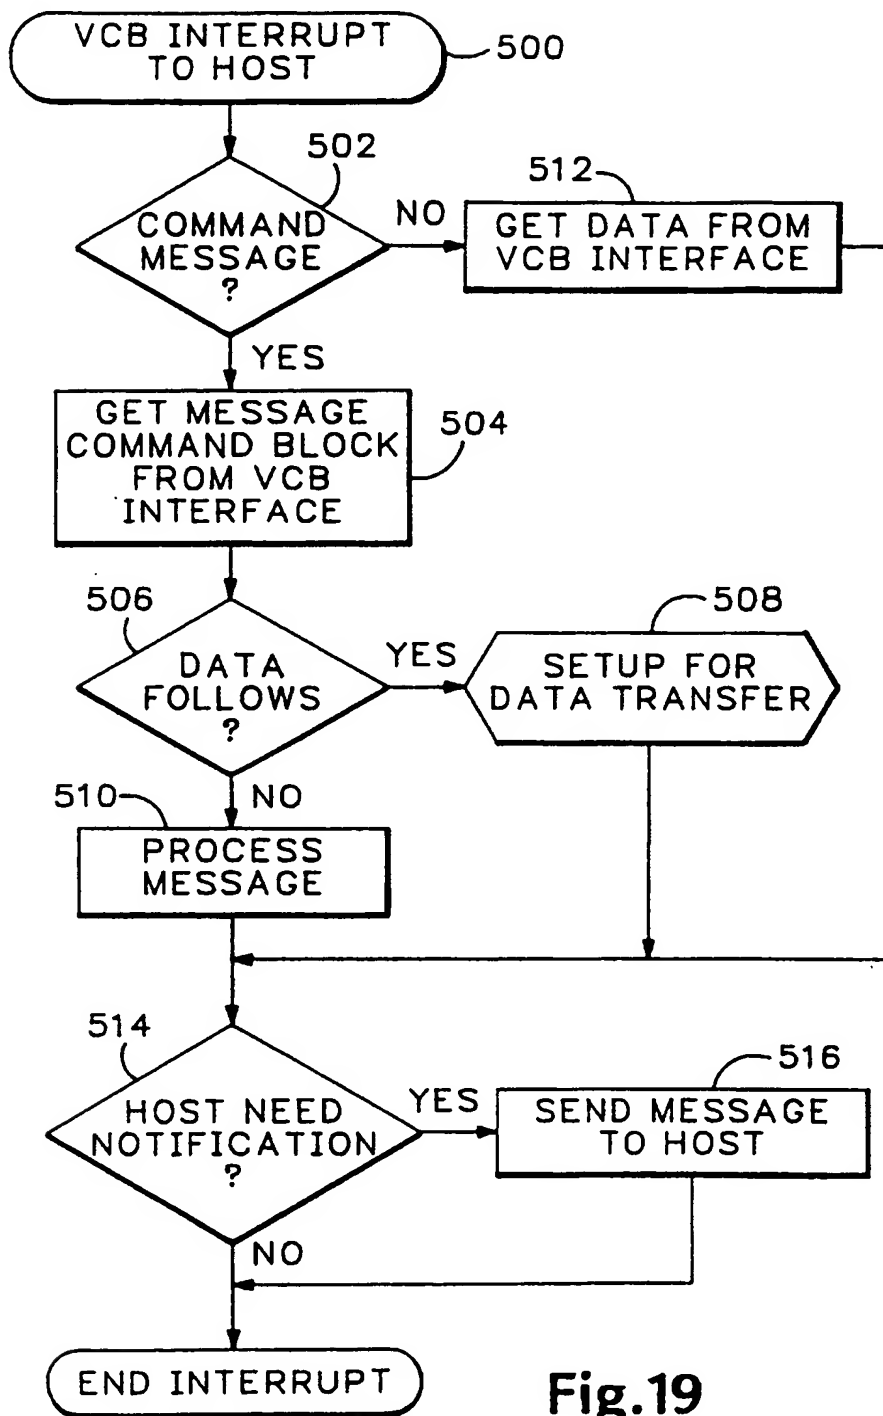 VCB INTERRUPT
TO HOST
500
502
COMMAND
MESSAGE
?
NO
512
GET DATA FROM
VCB INTERFACE
YES
GET MESSAGE
COMMAND BLOCK
FROM VCB
INTERFACE
504
506
DATA
FOLLOWS
?
YES
508
SETUP FOR
DATA TRANSFER
NO
510
PROCESS
MESSAGE
514
HOST NEED
NOTIFICATION
?
YES
516
SEND MESSAGE
TO HOST
NO
END INTERRUPT
Fig.19